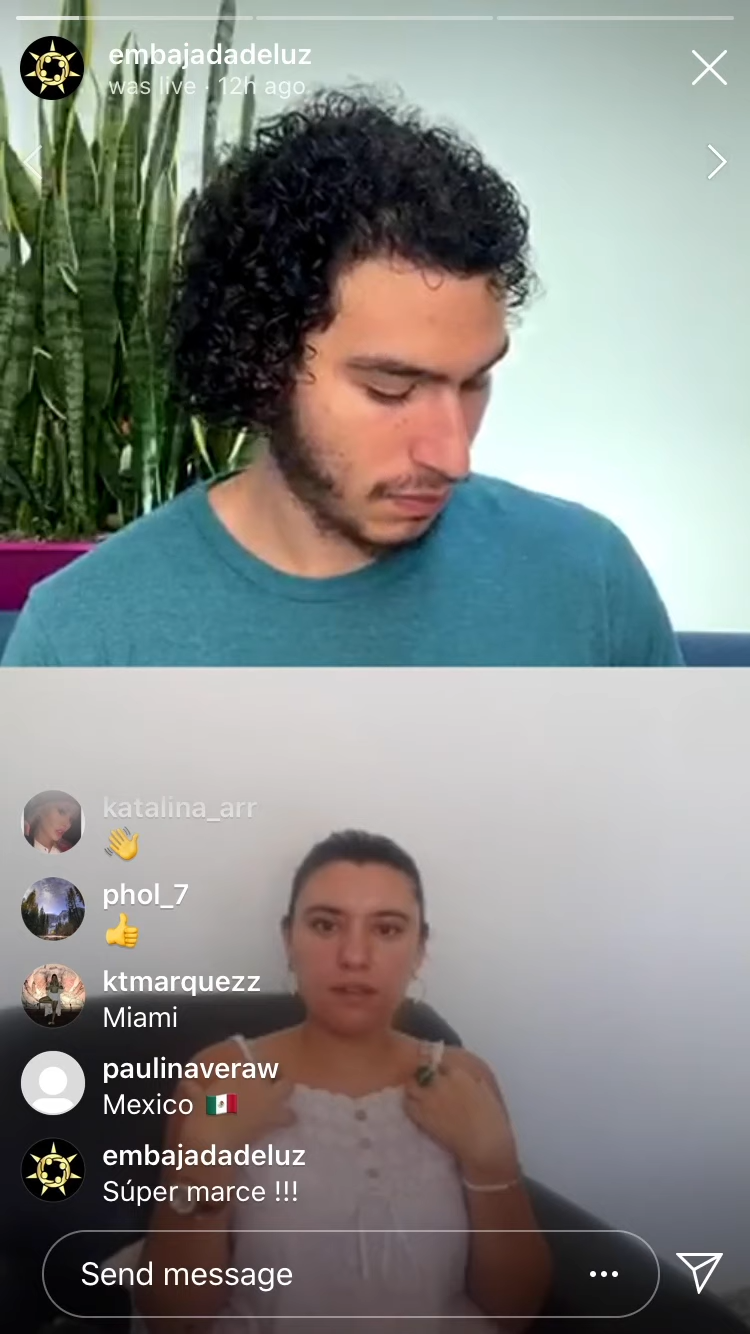 embajadadeluz
was live · 12h ago
katalina_arr
👋
phol_7
👍
ktmarquezz
Miami
paulinaveraw
Mexico 🇲🇽
embajadadeluz
Súper marce !!!
Send message